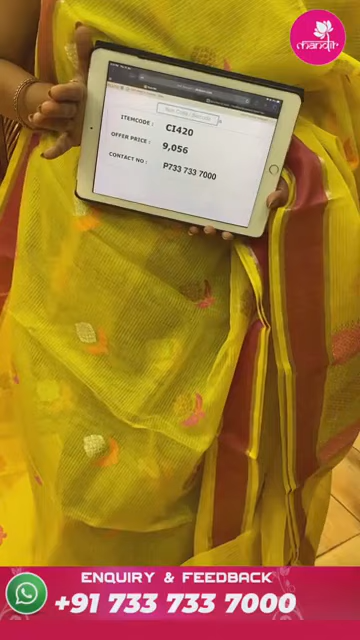 mandir
ITEMCODE : CI420
OFFER PRICE : 9,056
CONTACT NO : P733 733 7000
ENQUIRY & FEEDBACK
+91 733 733 7000